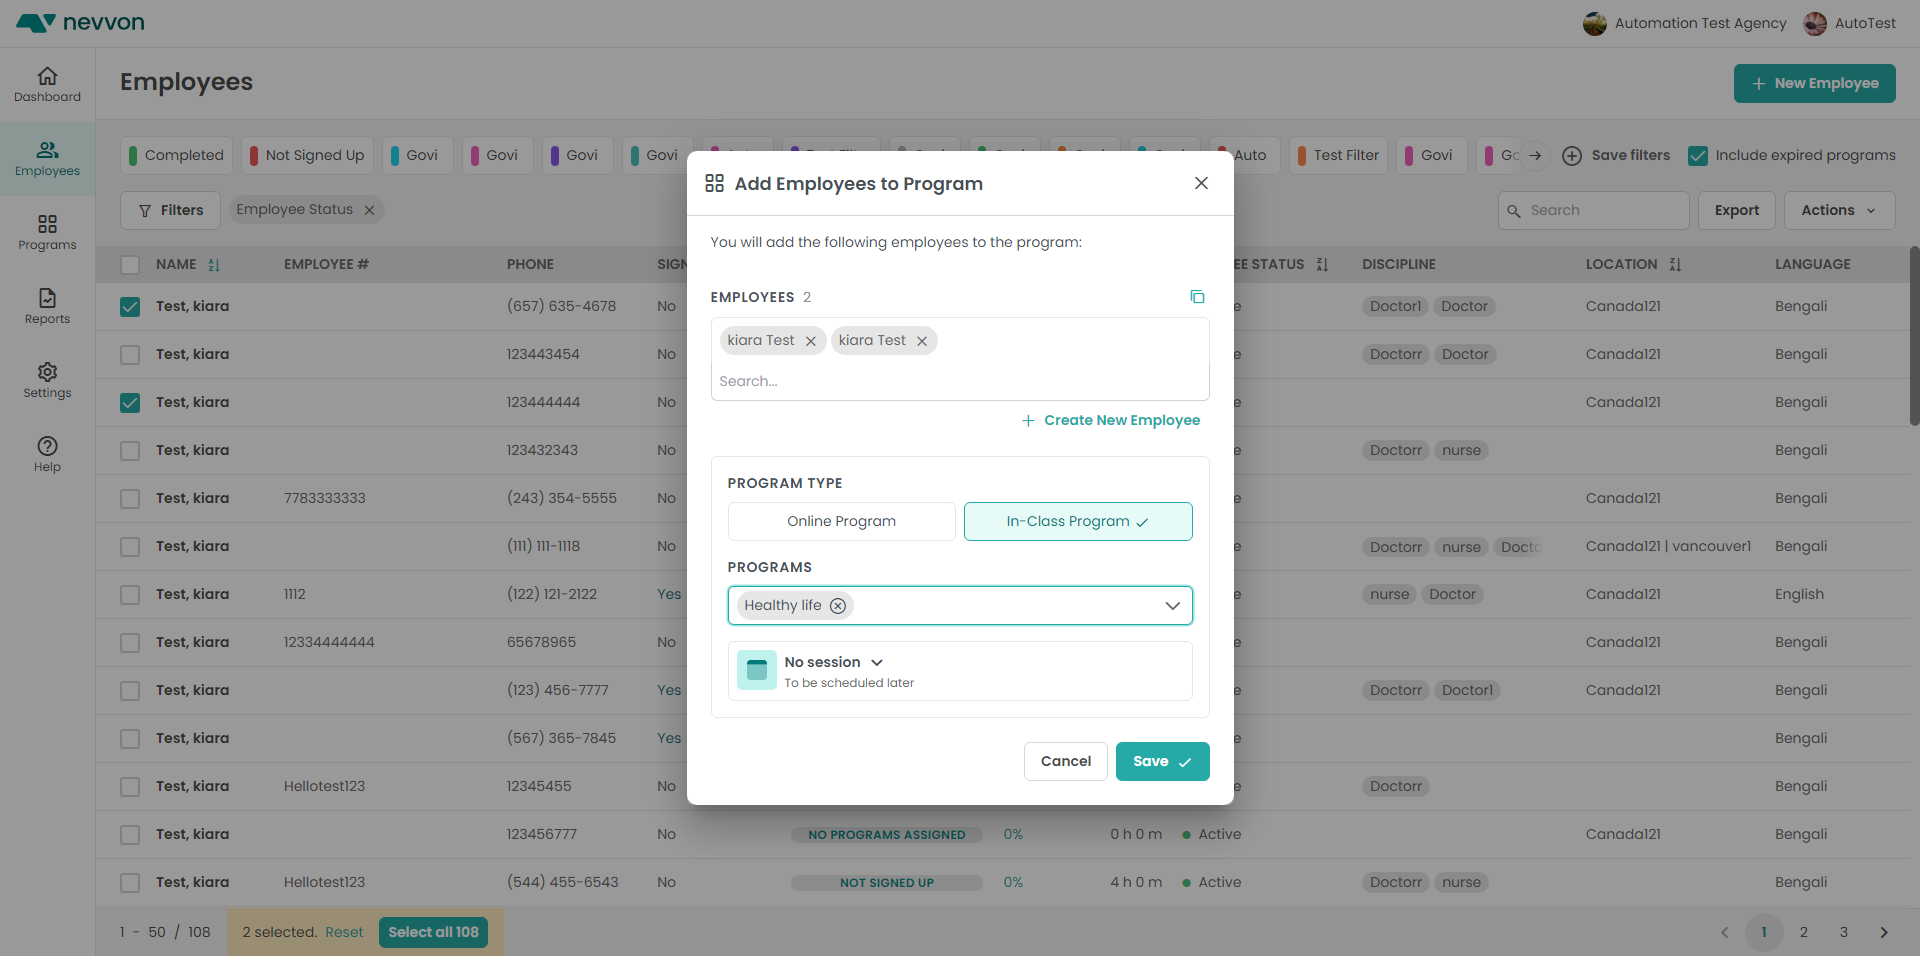 nevvon
Automation Test Agency
AutoTest
Dashboard
Employees
Programs
Reports
Settings
Help
Employees
New Employee
Completed
Not Signed Up
Govi
Govi
Govi
Govi
Auto
Test Filter
Govi
Save filters
Include expired programs
Filters
Employee Status
Search
Export
Actions
NAME EMPLOYEE # PHONE SIGN EE STATUS DISCIPLINE LOCATION LANGUAGE
Test, kiara (657) 635-4678 No e Doctor1 Doctor Canada121 Bengali
Test, kiara 123443454 No e Doctorr Doctor Canada121 Bengali
Test, kiara 123444444 No e Canada121 Bengali
Test, kiara 123432343 No e Doctorr nurse Bengali
Test, kiara 7783333333 (243) 354-5555 No e Canada121 Bengali
Test, kiara (111) 111-1118 No e Doctorr nurse Docto Canada121 | vancouver1 Bengali
Test, kiara 1112 (122) 121-2122 Yes e nurse Doctor Canada121 English
Test, kiara 12334444444 65678965 No e Canada121 Bengali
Test, kiara (123) 456-7777 Yes e Doctorr Doctor1 Canada121 Bengali
Test, kiara (567) 365-7845 Yes e Bengali
Test, kiara Hellotest123 12345455 No e Doctorr Bengali
Test, kiara 123456777 No NO PROGRAMS ASSIGNED 0% 0 h 0 m Active Canada121 Bengali
Test, kiara Hellotest123 (544) 455-6543 No NOT SIGNED UP 0% 4 h 0 m Active Doctorr nurse Bengali
1 - 50 / 108
2 selected. Reset
Select all 108
1 2 3
Add Employees to Program
You will add the following employees to the program:
EMPLOYEES 2
kiara Test
kiara Test
Search...
Create New Employee
PROGRAM TYPE
Online Program
In-Class Program
PROGRAMS
Healthy life
No session
To be scheduled later
Cancel
Save